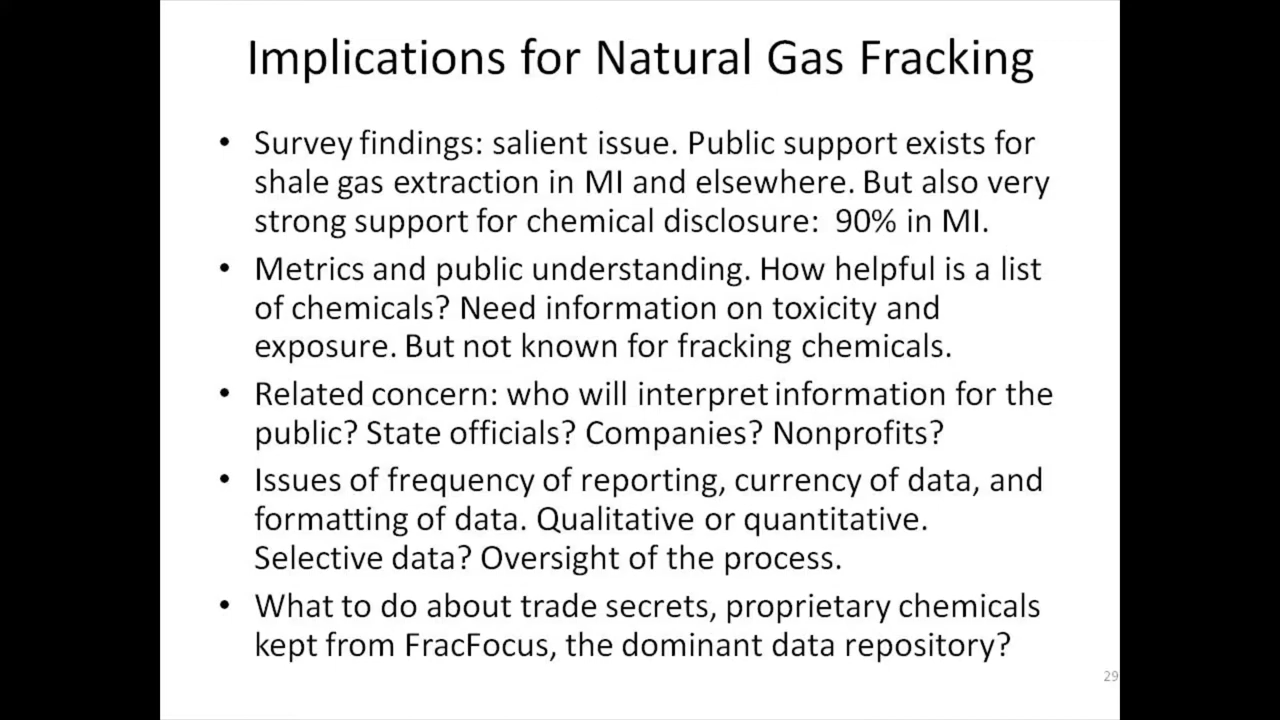 Implications for Natural Gas Fracking
• Survey findings: salient issue. Public support exists for
shale gas extraction in MI and elsewhere. But also very
strong support for chemical disclosure:  90% in MI.
• Metrics and public understanding. How helpful is a list
of chemicals? Need information on toxicity and
exposure. But not known for fracking chemicals.
• Related concern: who will interpret information for the
public? State officials? Companies? Nonprofits?
• Issues of frequency of reporting, currency of data, and
formatting of data. Qualitative or quantitative.
Selective data? Oversight of the process.
• What to do about trade secrets, proprietary chemicals
kept from FracFocus, the dominant data repository?
29